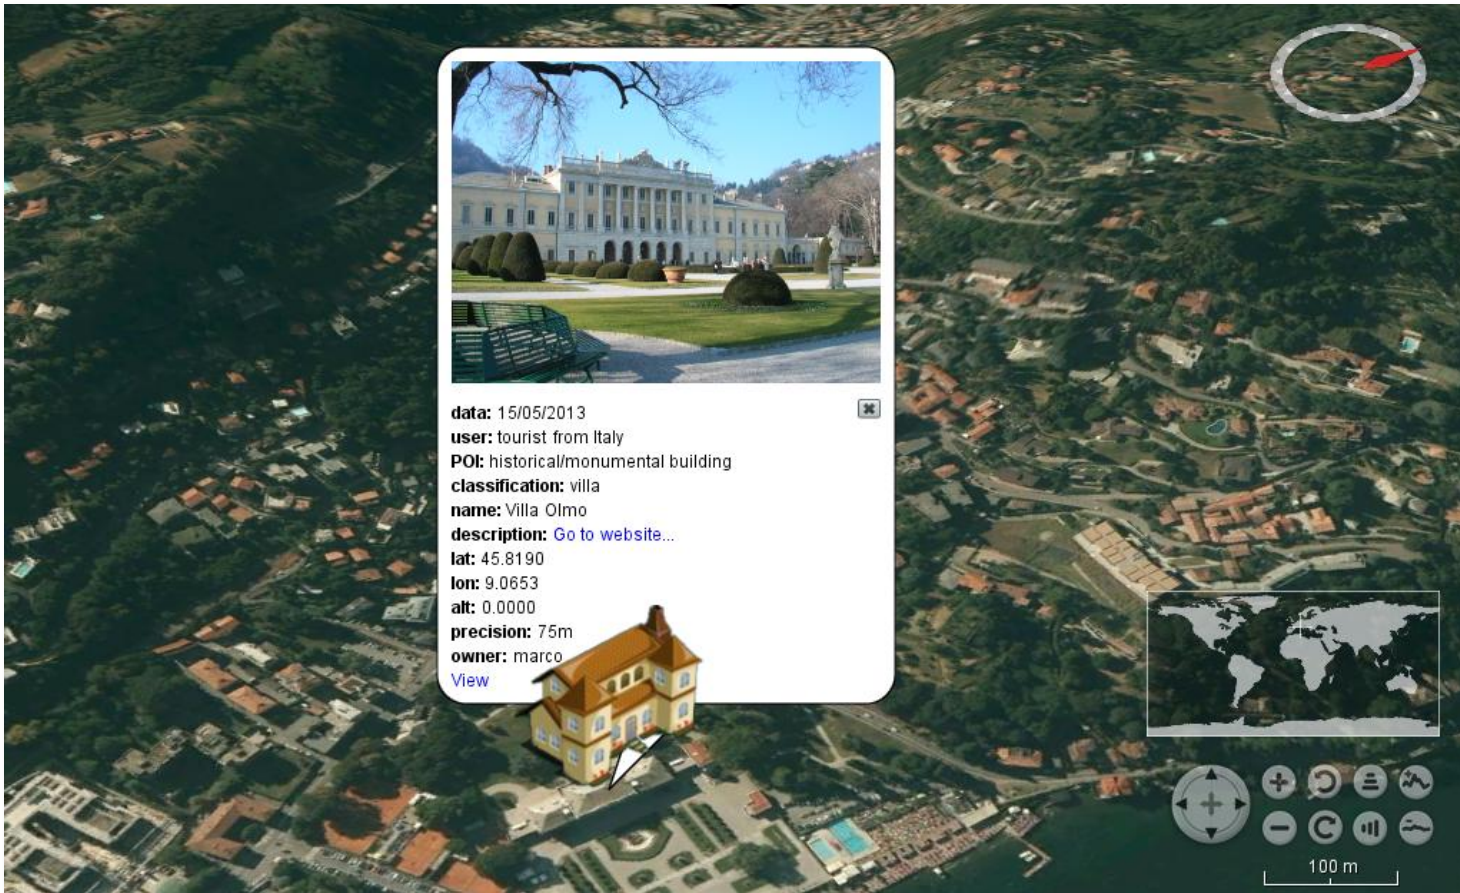 data: 15/05/2013
user: tourist from Italy
POI: historical/monumental building
classification: villa
name: Villa Olmo
description: Go to website...
lat: 45.8190
lon: 9.0653
alt: 0.0000
precision: 75m
owner: marco
View
100 m